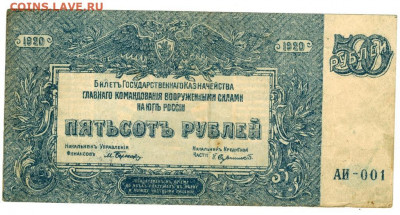 COINS.LAVE.RU
1920
1920
500
РУБЛЕЙ
БИЛЕТЪ ГОСУДАРСТВЕННАГО КАЗНАЧЕЙСТВА
ГЛАВНАГО КОМАНДОВАНІЯ ВООРУЖЕННЫМИ СИЛАМИ
НА ЮГѢ РОССІИ
ПЯТЬСОТЪ РУБЛЕЙ
НАЧАЛЬНИКЪ УПРАВЛЕНІЯ
ФИНАНСОВЪ
НАЧАЛЬНИКЪ КРЕДИТНОЙ
ЧАСТИ
АИ-001